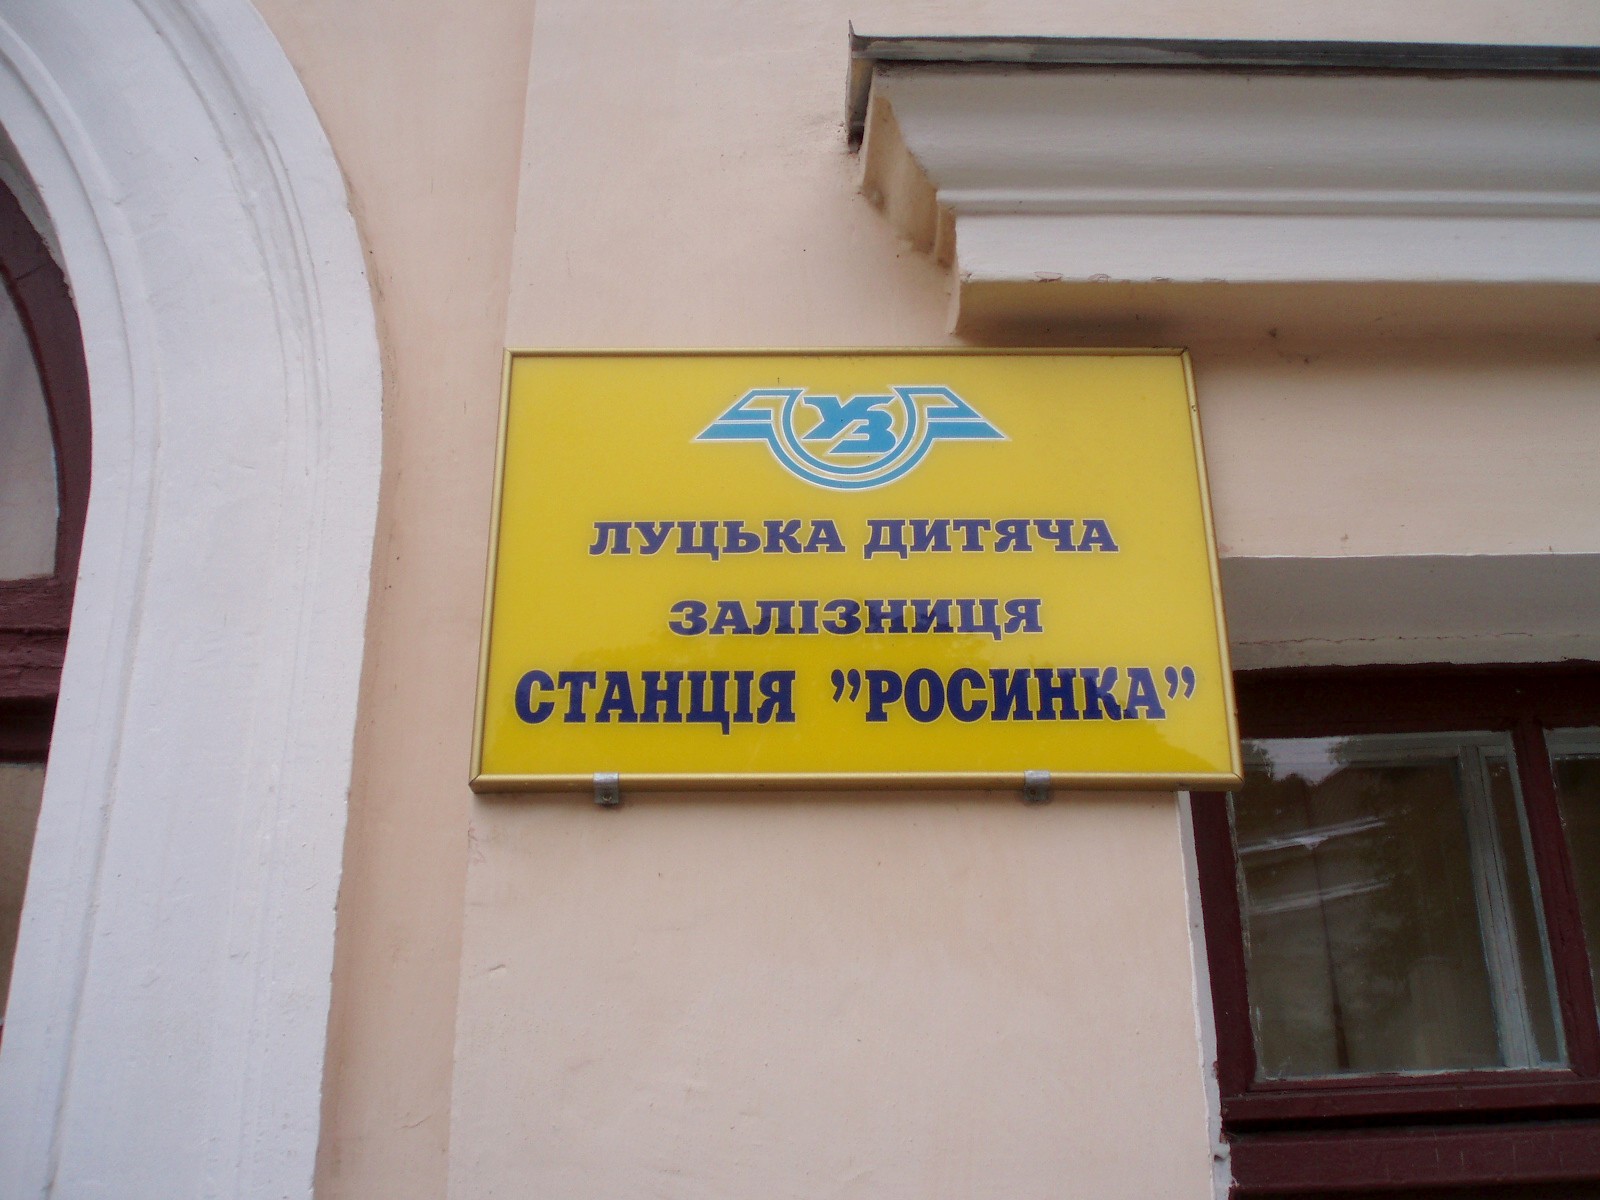 УЗ
ЛУЦЬКА ДИТЯЧА
ЗАЛІЗНИЦЯ
СТАНЦІЯ ”РОСИНКА”